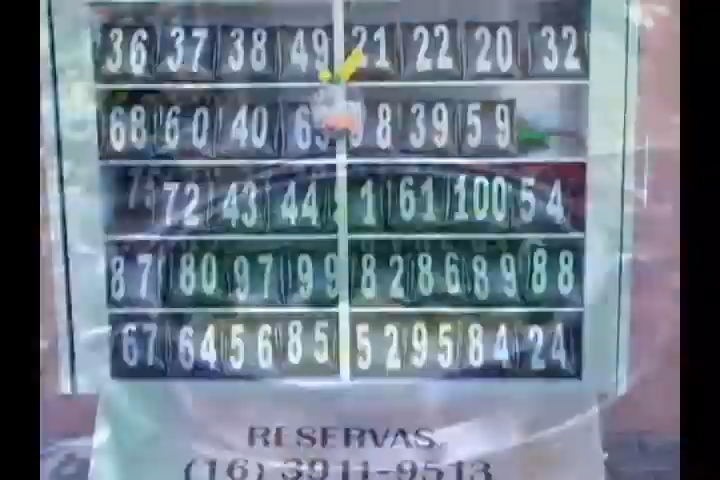 36 37 38 49 21 22 20 32
68 60 40 98 39 59
72 43 44 1 61 100 54
87 80 97 99 82 86 89 88
67 64 56 85 52 95 84 24
RESERVAS
(16) 3911-9513